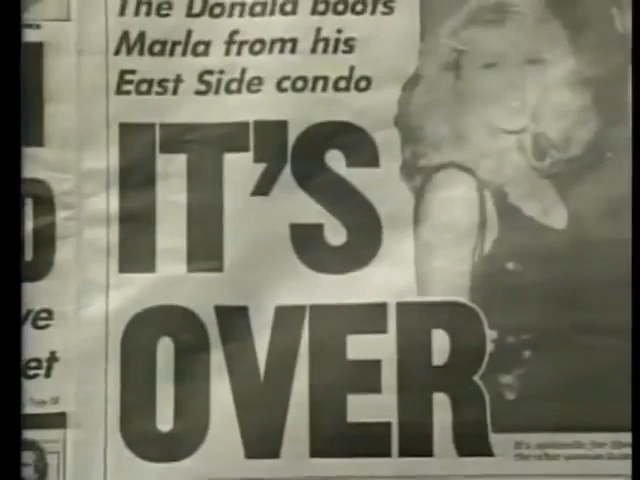 The Donald boots
Marla from his
East Side condo
IT'S
OVER
ve
et